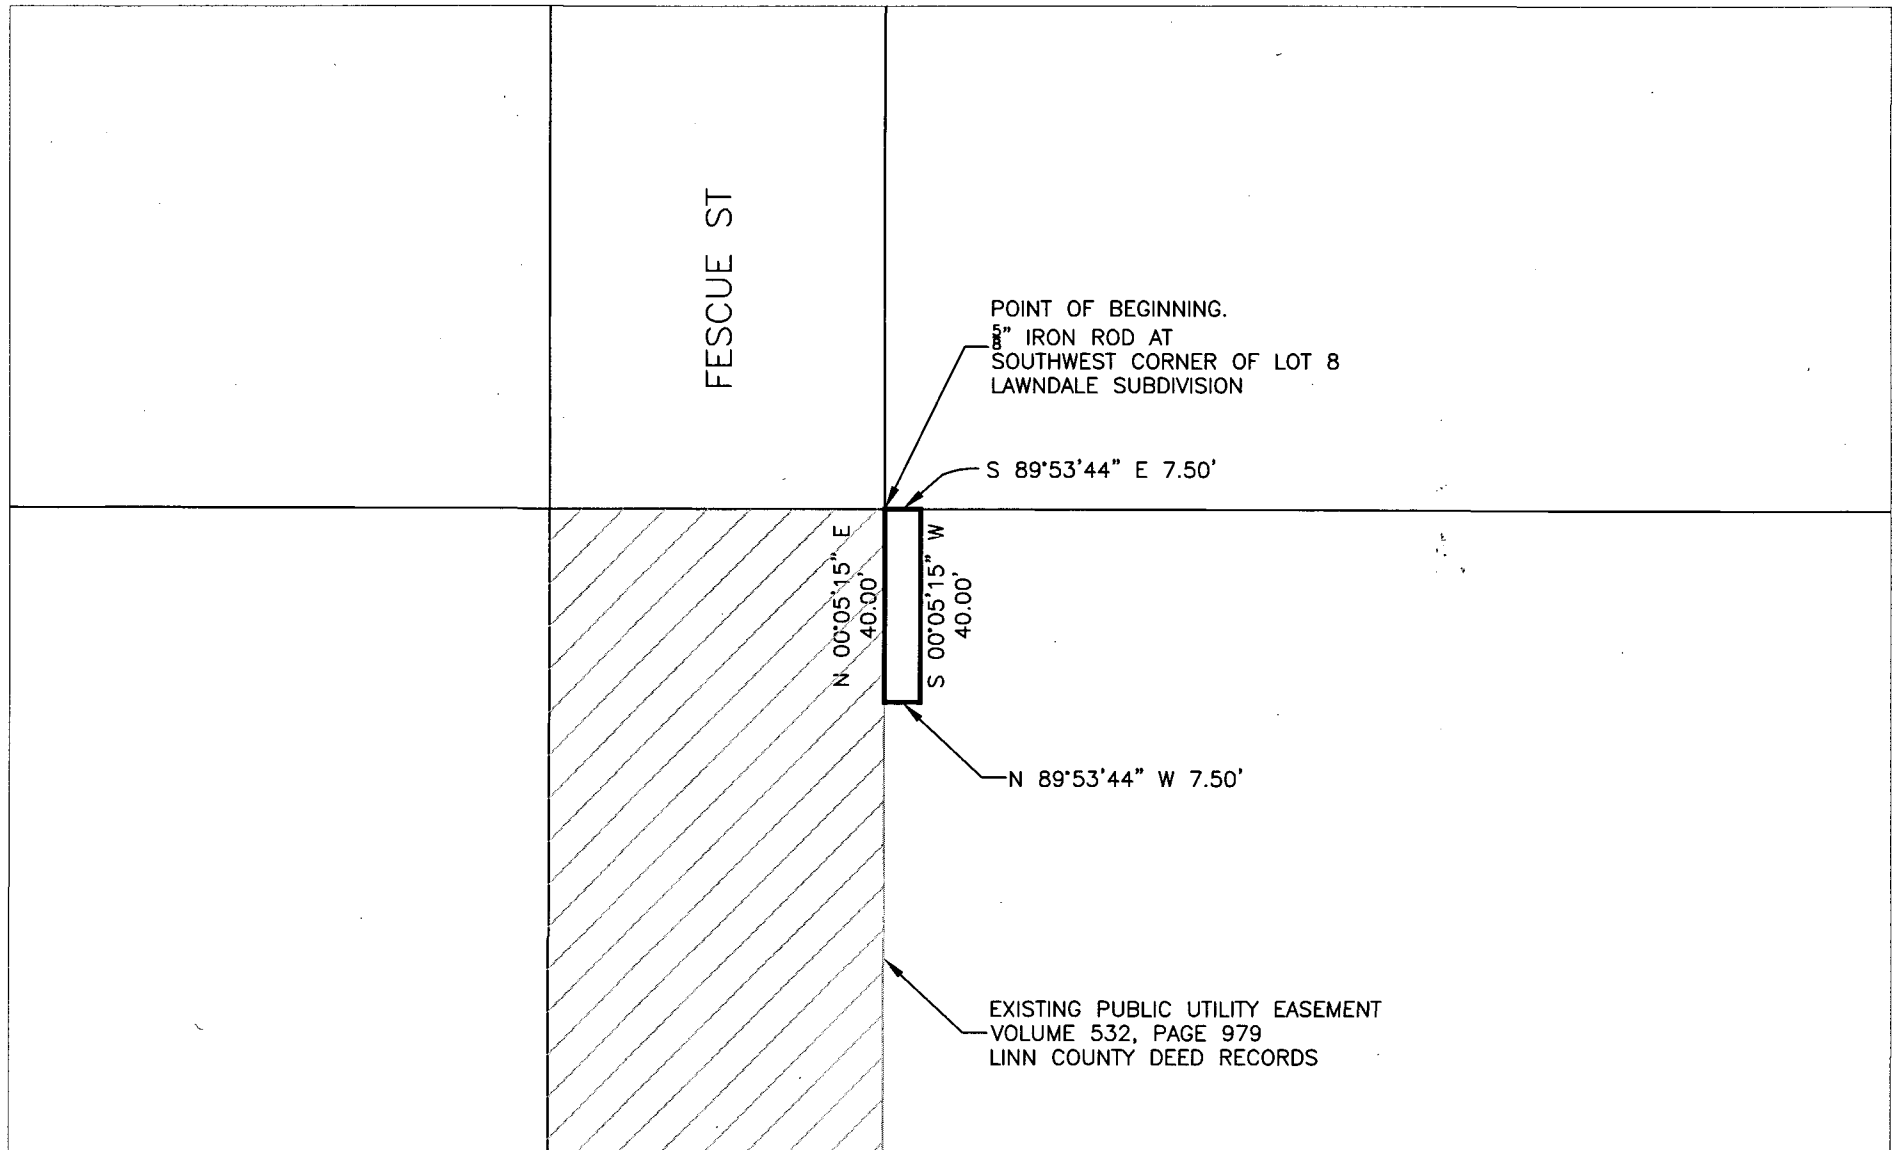 FESCUE ST
POINT OF BEGINNING.
5/8" IRON ROD AT
SOUTHWEST CORNER OF LOT 8
LAWNDALE SUBDIVISION
S 89°53'44" E 7.50'
N 00°05'15" E
40.00'
S 00°05'15" W
40.00'
N 89°53'44" W 7.50'
EXISTING PUBLIC UTILITY EASEMENT
VOLUME 532, PAGE 979
LINN COUNTY DEED RECORDS